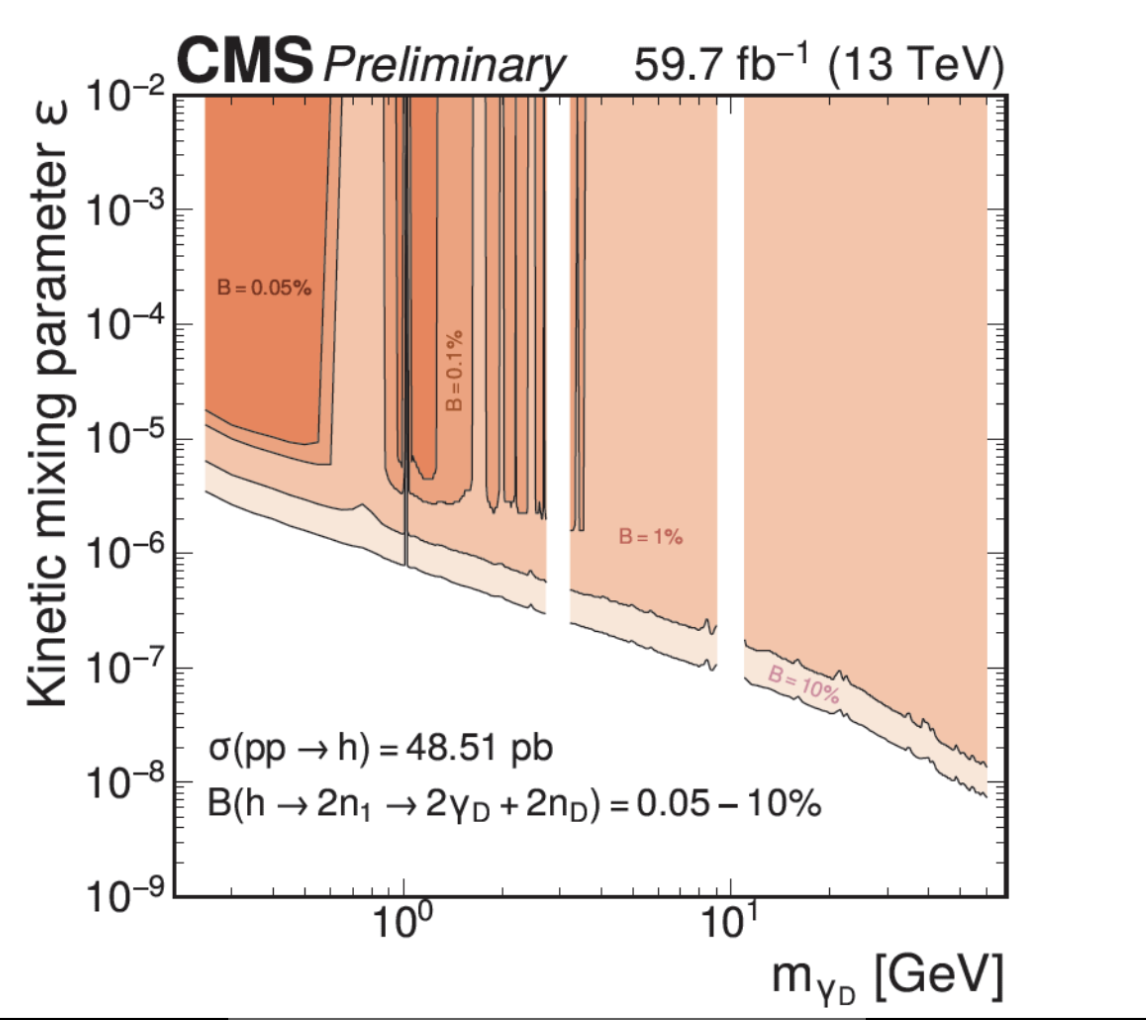 CMS Preliminary 59.7 fb⁻¹ (13 TeV)
Kinetic mixing parameter ε
10⁻²
10⁻³
10⁻⁴
10⁻⁵
10⁻⁶
10⁻⁷
10⁻⁸
10⁻⁹
B = 0.05%
B = 0.1%
B = 1%
B = 10%
σ(pp → h) = 48.51 pb
B(h → 2n₁ → 2γ_D + 2n_D) = 0.05 – 10%
10⁰ 10¹
m_γ_D [GeV]